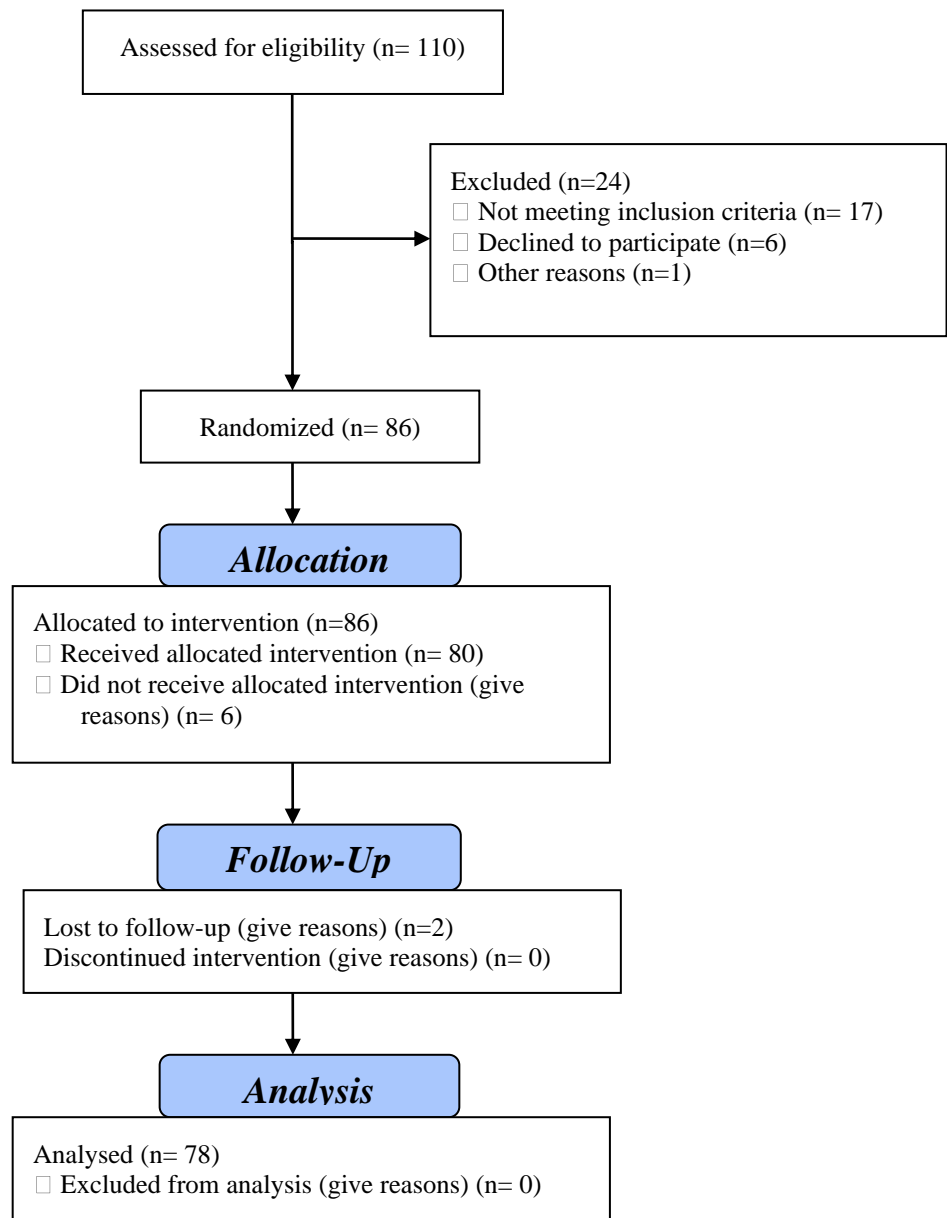 Assessed for eligibility (n= 110)
Excluded (n=24)
□ Not meeting inclusion criteria (n= 17)
□ Declined to participate (n=6)
□ Other reasons (n=1)
Randomized (n= 86)
Allocation
Allocated to intervention (n=86)
□ Received allocated intervention (n= 80)
□ Did not receive allocated intervention (give
reasons) (n= 6)
Follow-Up
Lost to follow-up (give reasons) (n=2)
Discontinued intervention (give reasons) (n= 0)
Analysis
Analysed (n= 78)
□ Excluded from analysis (give reasons) (n= 0)